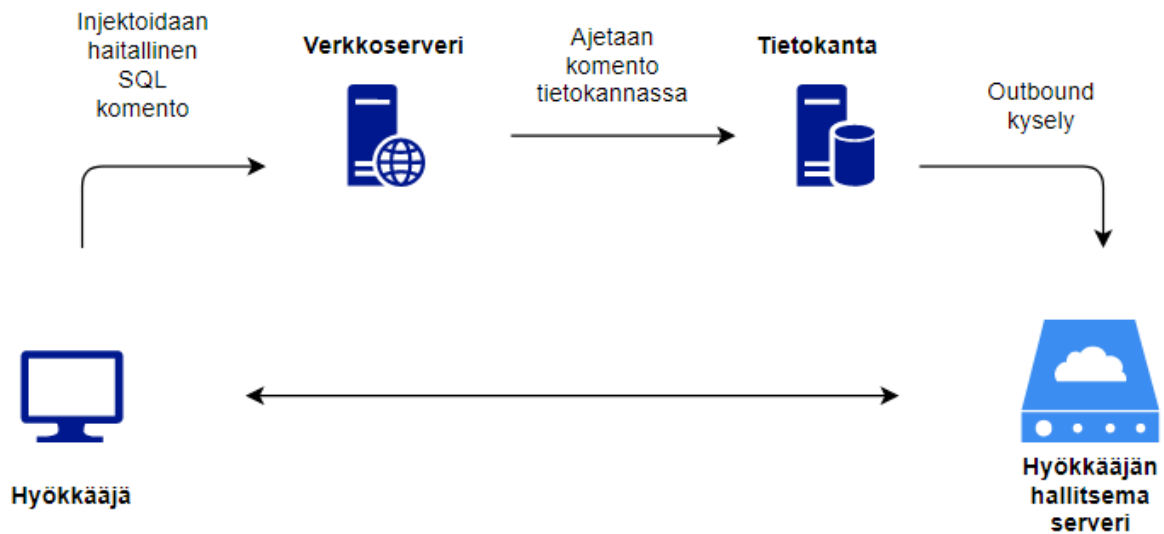 Injektoidaan
haitallinen
SQL
komento
Verkkoserveri
Ajetaan
komento
tietokannassa
Tietokanta
Outbound
kysely
Hyökkääjä
Hyökkääjän
hallitsema
serveri